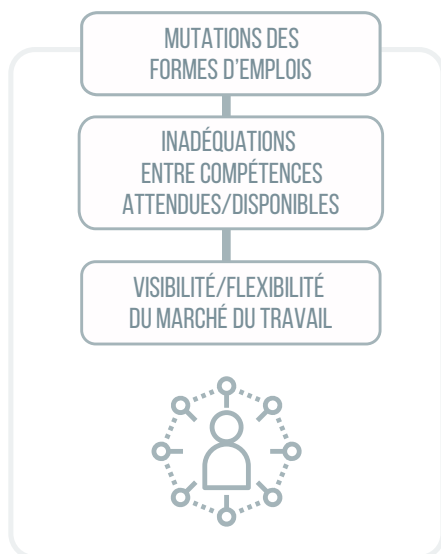 MUTATIONS DES
FORMES D'EMPLOIS
INADÉQUATIONS
ENTRE COMPÉTENCES
ATTENDUES/DISPONIBLES
VISIBILITÉ/FLEXIBILITÉ
DU MARCHÉ DU TRAVAIL